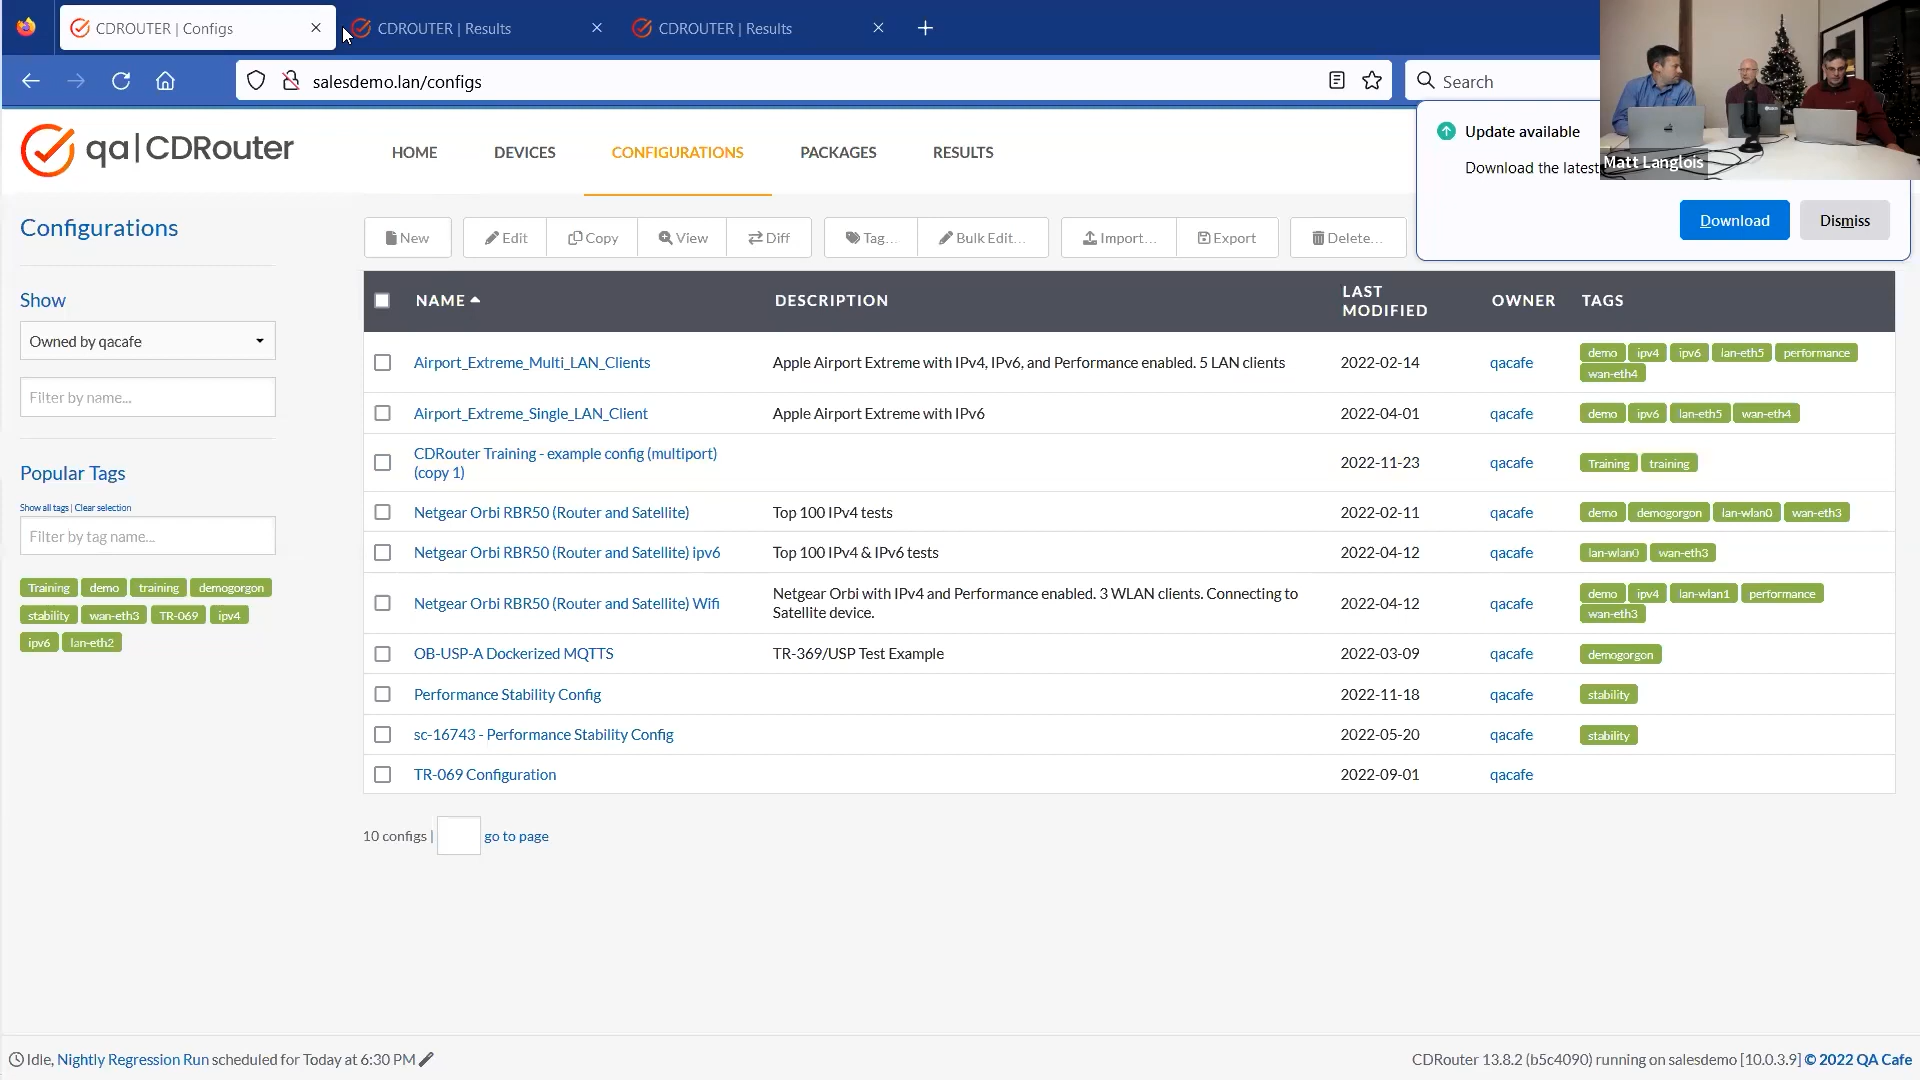 CDROUTER | Configs
CDROUTER | Results
CDROUTER | Results
salesdemo.lan/configs
Search
Update available
Download the latest
Download
Dismiss
Matt Langlois
qa|CDRouter
HOME
DEVICES
CONFIGURATIONS
PACKAGES
RESULTS
Configurations
New
Edit
Copy
View
Diff
Tag...
Bulk Edit...
Import...
Export
Delete...
Show
Owned by qacafe
Filter by name...
Popular Tags
Show all tags | Clear selection
Filter by tag name...
Training demo training demogorgon
stability wan-eth3 TR-069 ipv4
ipv6 lan-eth2
NAME DESCRIPTION LAST MODIFIED OWNER TAGS
Airport_Extreme_Multi_LAN_Clients Apple Airport Extreme with IPv4, IPv6, and Performance enabled. 5 LAN clients 2022-02-14 qacafe demo ipv4 ipv6 lan-eth5 performance
wan-eth4
Airport_Extreme_Single_LAN_Client Apple Airport Extreme with IPv6 2022-04-01 qacafe demo ipv6 lan-eth5 wan-eth4
CDRouter Training - example config (multiport)
(copy 1) 2022-11-23 qacafe Training training
Netgear Orbi RBR50 (Router and Satellite) Top 100 IPv4 tests 2022-02-11 qacafe demo demogorgon lan-wlan0 wan-eth3
Netgear Orbi RBR50 (Router and Satellite) ipv6 Top 100 IPv4 & IPv6 tests 2022-04-12 qacafe lan-wlan0 wan-eth3
Netgear Orbi RBR50 (Router and Satellite) Wifi Netgear Orbi with IPv4 and Performance enabled. 3 WLAN clients. Connecting to
Satellite device. 2022-04-12 qacafe demo ipv4 lan-wlan1 performance
wan-eth3
OB-USP-A Dockerized MQTTS TR-369/USP Test Example 2022-03-09 qacafe demogorgon
Performance Stability Config 2022-11-18 qacafe stability
sc-16743 - Performance Stability Config 2022-05-20 qacafe stability
TR-069 Configuration 2022-09-01 qacafe
10 configs | go to page
Idle, Nightly Regression Run scheduled for Today at 6:30 PM
CDRouter 13.8.2 (b5c4090) running on salesdemo [10.0.3.9] © 2022 QA Cafe